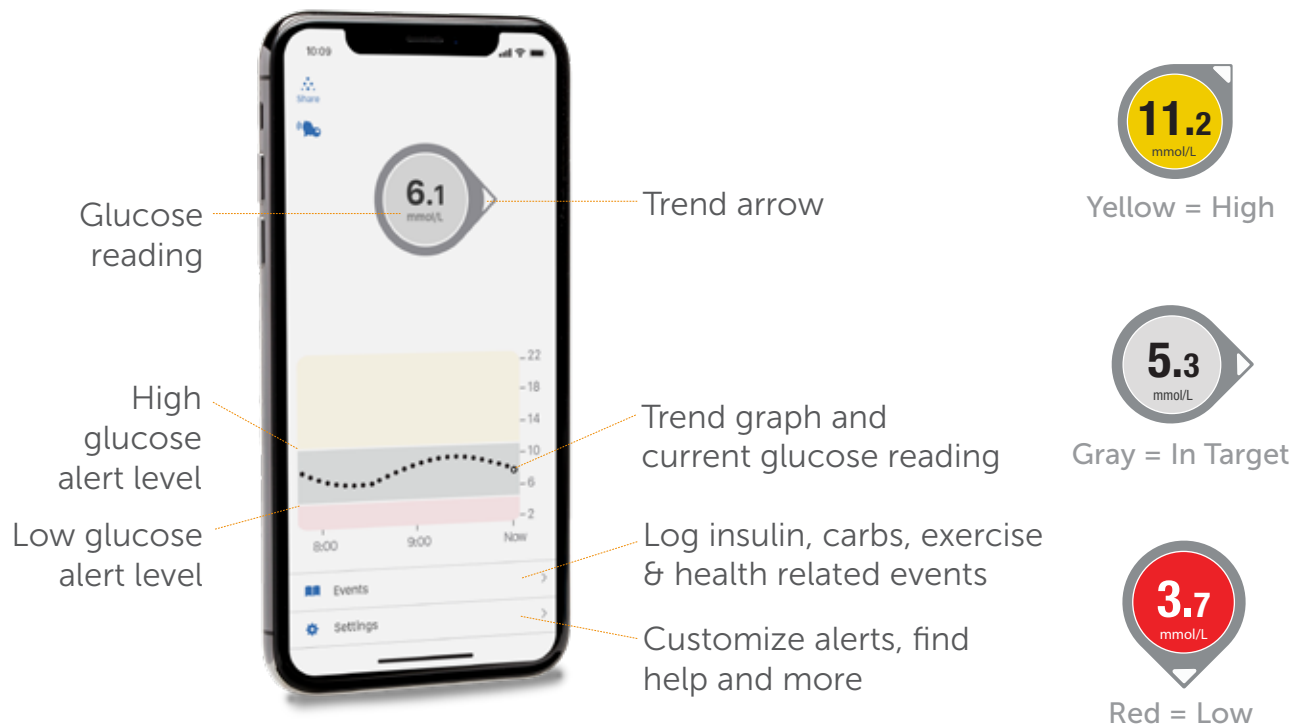 10:09
Share
6.1
mmol/L
Glucose
reading
Trend arrow
High
glucose
alert level
Low glucose
alert level
22
18
14
10
6
2
8:00
9:00
Now
Events
Settings
Trend graph and
current glucose reading
Log insulin, carbs, exercise
& health related events
Customize alerts, find
help and more
11.2
mmol/L
Yellow = High
5.3
mmol/L
Gray = In Target
3.7
mmol/L
Red = Low